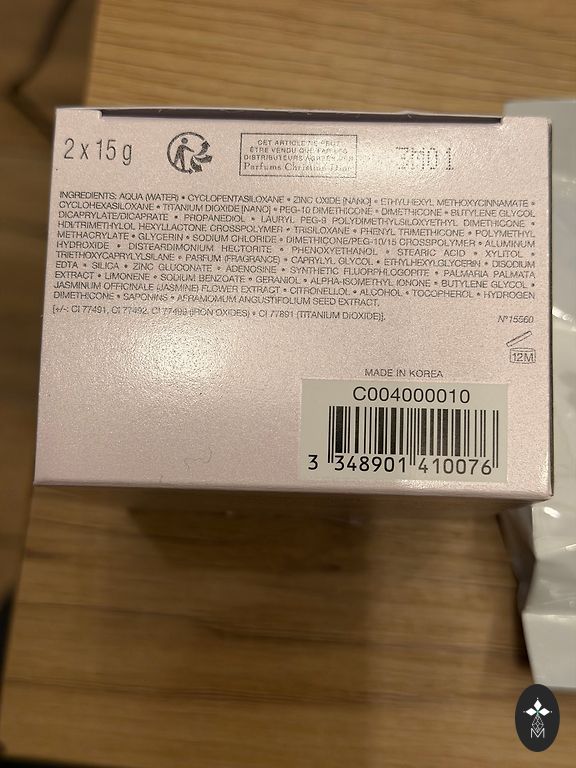 2 x 15 g
CET ARTICLE NE PEUT
ÊTRE VENDU QUE PAR LES
DISTRIBUTEURS AGRÉÉS DE
Parfums Christian Dior
3M01
INGREDIENTS: AQUA (WATER) • CYCLOPENTASILOXANE • ZINC OXIDE [NANO] • ETHYLHEXYL METHOXYCINNAMATE •
CYCLOHEXASILOXANE • TITANIUM DIOXIDE [NANO] • PEG-10 DIMETHICONE • DIMETHICONE • BUTYLENE GLYCOL
DICAPRYLATE/DICAPRATE • PROPANEDIOL • LAURYL PEG-9 POLYDIMETHYLSILOXYETHYL DIMETHICONE •
HDI/TRIMETHYLOL HEXYLLACTONE CROSSPOLYMER • TRISILOXANE • PHENYL TRIMETHICONE • POLYMETHYL
METHACRYLATE • GLYCERIN • SODIUM CHLORIDE • DIMETHICONE/PEG-10/15 CROSSPOLYMER • ALUMINUM
HYDROXIDE • DISTEARDIMONIUM HECTORITE • PHENOXYETHANOL • STEARIC ACID • XYLITOL •
TRIETHOXYCAPRYLYLSILANE • PARFUM (FRAGRANCE) • CAPRYLYL GLYCOL • ETHYLHEXYLGLYCERIN • DISODIUM
EDTA • SILICA • ZINC GLUCONATE • ADENOSINE • SYNTHETIC FLUORPHLOGOPITE • PALMARIA PALMATA
EXTRACT • LIMONENE • SODIUM BENZOATE • GERANIOL • ALPHA-ISOMETHYL IONONE • BUTYLENE GLYCOL •
JASMINUM OFFICINALE (JASMINE) FLOWER EXTRACT • CITRONELLOL • ALCOHOL • TOCOPHEROL • HYDROGEN
DIMETHICONE • SAPONINS • AFRAMOMUM ANGUSTIFOLIUM SEED EXTRACT.
[+/-: CI 77491, CI 77492, CI 77499 (IRON OXIDES) • CI 77891 (TITANIUM DIOXIDE)].
N°15560
12M
MADE IN KOREA
C004000010
3 348901 410076
M